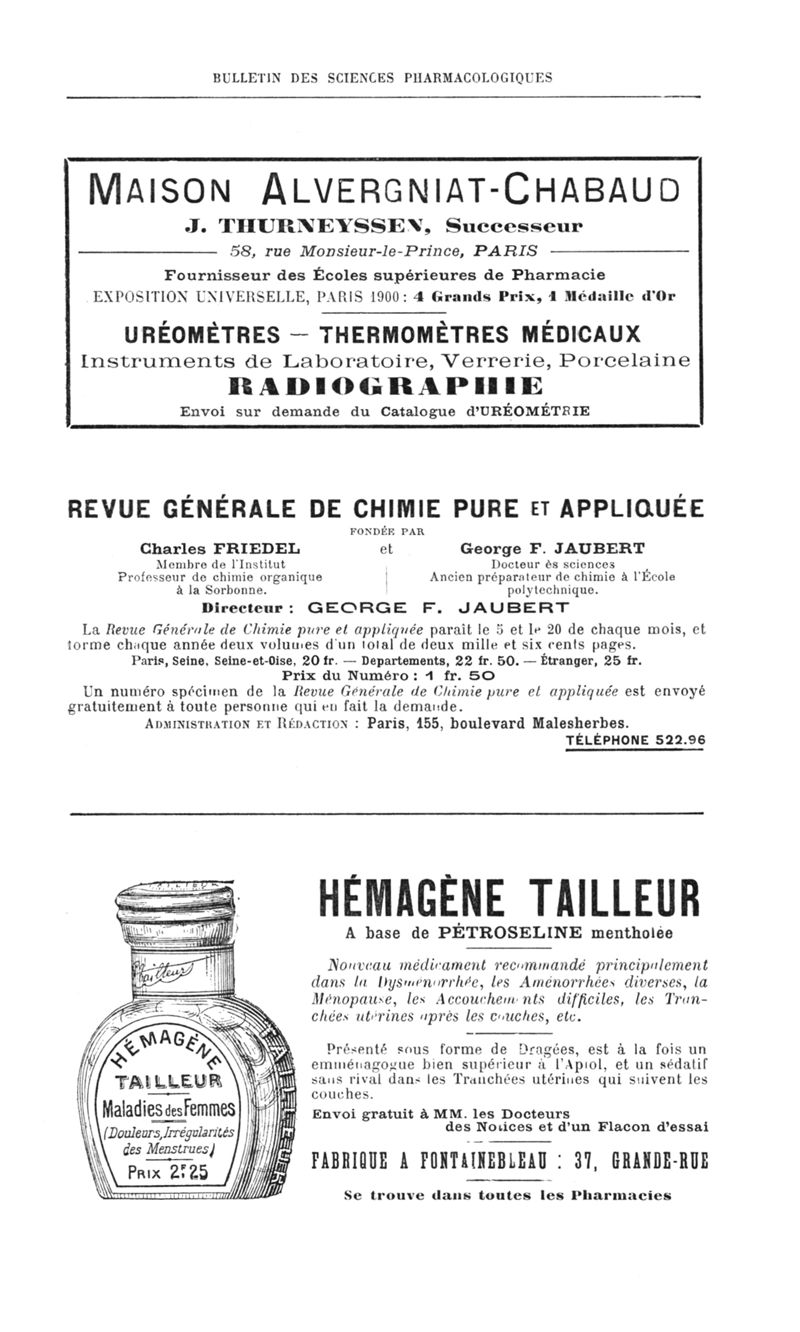 BULLETIN DES SCIENCES PHARMACOLOGIQUES
MAISON ALVERGNIAT-CHABAUD
J. THURNEYSSEN, Successeur
58, rue Monsieur-le-Prince, PARIS
Fournisseur des Écoles supérieures de Pharmacie
EXPOSITION UNIVERSELLE, PARIS 1900 : 4 Grands Prix, 1 Médaille d'Or
URÉOMÈTRES — THERMOMÈTRES MÉDICAUX
Instruments de Laboratoire, Verrerie, Porcelaine
RADIOGRAPHIE
Envoi sur demande du Catalogue d'URÉOMÉTRIE
REVUE GÉNÉRALE DE CHIMIE PURE ET APPLIQUÉE
FONDÉE PAR
Charles FRIEDEL et George F. JAUBERT
Membre de l'Institut Docteur ès sciences
Professeur de chimie organique Ancien préparateur de chimie à l'École
à la Sorbonne. polytechnique.
Directeur : GEORGE F. JAUBERT
La Revue Générale de Chimie pure et appliquée parait le 5 et le 20 de chaque mois, et
forme chaque année deux volumes d'un total de deux mille et six cents pages.
Paris, Seine, Seine-et-Oise, 20 fr. — Departements, 22 fr. 50. — Étranger, 25 fr.
Prix du Numéro : 1 fr. 50
Un numéro spécimen de la Revue Générale de Chimie pure et appliquée est envoyé
gratuitement à toute personne qui en fait la demande.
ADMINISTRATION ET RÉDACTION : Paris, 155, boulevard Malesherbes.
TÉLÉPHONE 522.96
HÉMAGÈNE TAILLEUR
A base de PÉTROSELINE mentholée
Nouveau médicament recommandé principalement
dans la Dysmenorrhée, les Aménorrhées diverses, la
Ménopause, les Accouchements difficiles, les Tran-
chées utérines après les couches, etc.
Présenté sous forme de Dragées, est à la fois un
emménagogue bien supérieur à l'Apiol, et un sédatif
sans rival dans les Tranchées utérines qui suivent les
couches.
Envoi gratuit à MM. les Docteurs
des Notices et d'un Flacon d'essai
FABRIQUE A FONTAINEBLEAU : 37, GRANDE-RUE
Se trouve dans toutes les Pharmacies
Tailleur
HÉMAGÈNE
TAILLEUR
Maladies des Femmes
(Douleurs, Irrégularités
des Menstrues)
PRIX 2F 25
TAILLEUR